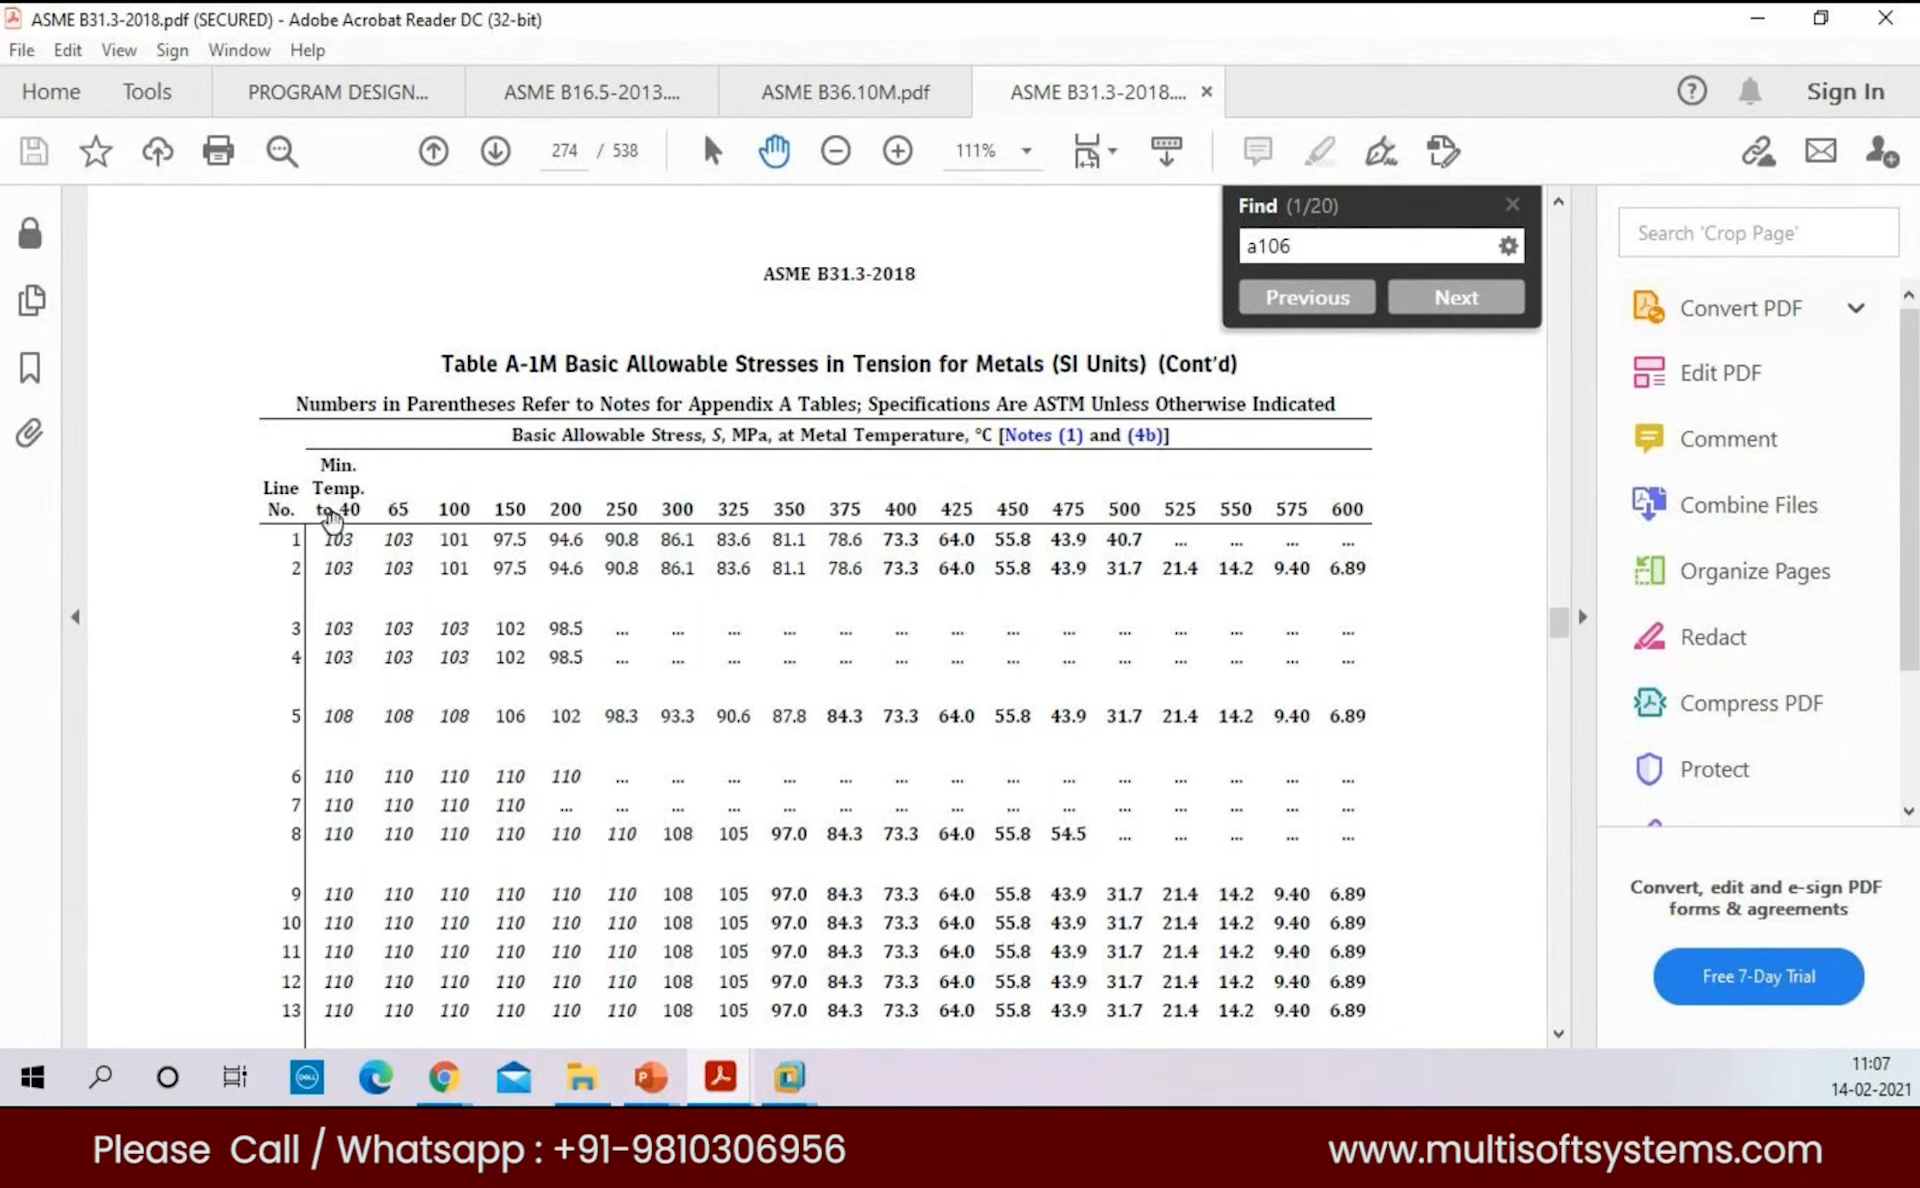 ASME B31.3-2018.pdf (SECURED) - Adobe Acrobat Reader DC (32-bit)
File Edit View Sign Window Help
Home Tools PROGRAM DESIGN... ASME B16.5-2013.... ASME B36.10M.pdf ASME B31.3-2018.... × Sign In
274 / 538 111%
Find (1/20)
a106
Previous Next
Search 'Crop Page'
Convert PDF
Edit PDF
Comment
Combine Files
Organize Pages
Redact
Compress PDF
Protect
Convert, edit and e-sign PDF
forms & agreements
Free 7-Day Trial
ASME B31.3-2018
Table A-1M Basic Allowable Stresses in Tension for Metals (SI Units) (Cont'd)
Numbers in Parentheses Refer to Notes for Appendix A Tables; Specifications Are ASTM Unless Otherwise Indicated
Basic Allowable Stress, S, MPa, at Metal Temperature, °C [Notes (1) and (4b)]
Min.
Line Temp.
No. to 40 65 100 150 200 250 300 325 350 375 400 425 450 475 500 525 550 575 600
1 103 103 101 97.5 94.6 90.8 86.1 83.6 81.1 78.6 73.3 64.0 55.8 43.9 40.7 ... ... ... ...
2 103 103 101 97.5 94.6 90.8 86.1 83.6 81.1 78.6 73.3 64.0 55.8 43.9 31.7 21.4 14.2 9.40 6.89
3 103 103 103 102 98.5 ... ... ... ... ... ... ... ... ... ... ... ... ... ...
4 103 103 103 102 98.5 ... ... ... ... ... ... ... ... ... ... ... ... ... ...
5 108 108 108 106 102 98.3 93.3 90.6 87.8 84.3 73.3 64.0 55.8 43.9 31.7 21.4 14.2 9.40 6.89
6 110 110 110 110 110 ... ... ... ... ... ... ... ... ... ... ... ... ... ...
7 110 110 110 110 ... ... ... ... ... ... ... ... ... ... ... ... ... ... ...
8 110 110 110 110 110 110 108 105 97.0 84.3 73.3 64.0 55.8 54.5 ... ... ... ... ...
9 110 110 110 110 110 110 108 105 97.0 84.3 73.3 64.0 55.8 43.9 31.7 21.4 14.2 9.40 6.89
10 110 110 110 110 110 110 108 105 97.0 84.3 73.3 64.0 55.8 43.9 31.7 21.4 14.2 9.40 6.89
11 110 110 110 110 110 110 108 105 97.0 84.3 73.3 64.0 55.8 43.9 31.7 21.4 14.2 9.40 6.89
12 110 110 110 110 110 110 108 105 97.0 84.3 73.3 64.0 55.8 43.9 31.7 21.4 14.2 9.40 6.89
13 110 110 110 110 110 110 108 105 97.0 84.3 73.3 64.0 55.8 43.9 31.7 21.4 14.2 9.40 6.89
DELL
11:07
14-02-2021
Please Call / Whatsapp : +91-9810306956 www.multisoftsystems.com